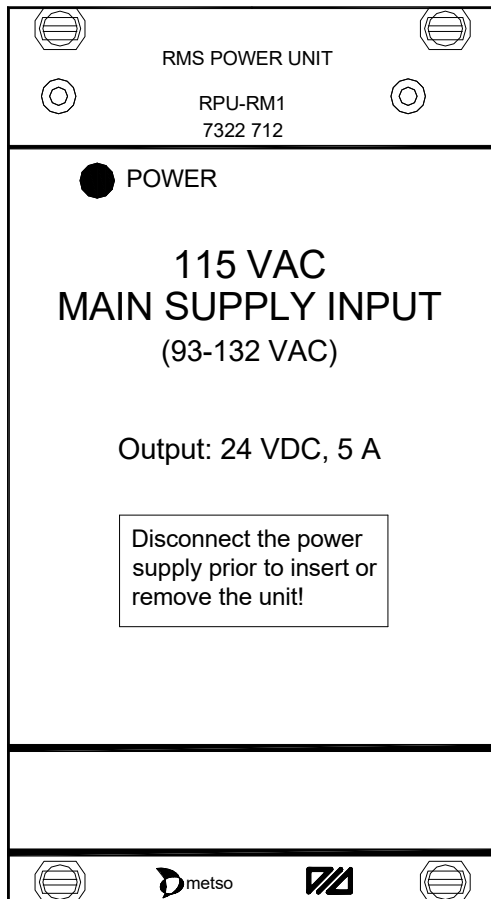 RMS POWER UNIT
RPU-RM1
7322 712
POWER
115 VAC
MAIN SUPPLY INPUT
(93-132 VAC)
Output: 24 VDC, 5 A
Disconnect the power
supply prior to insert or
remove the unit!
metso